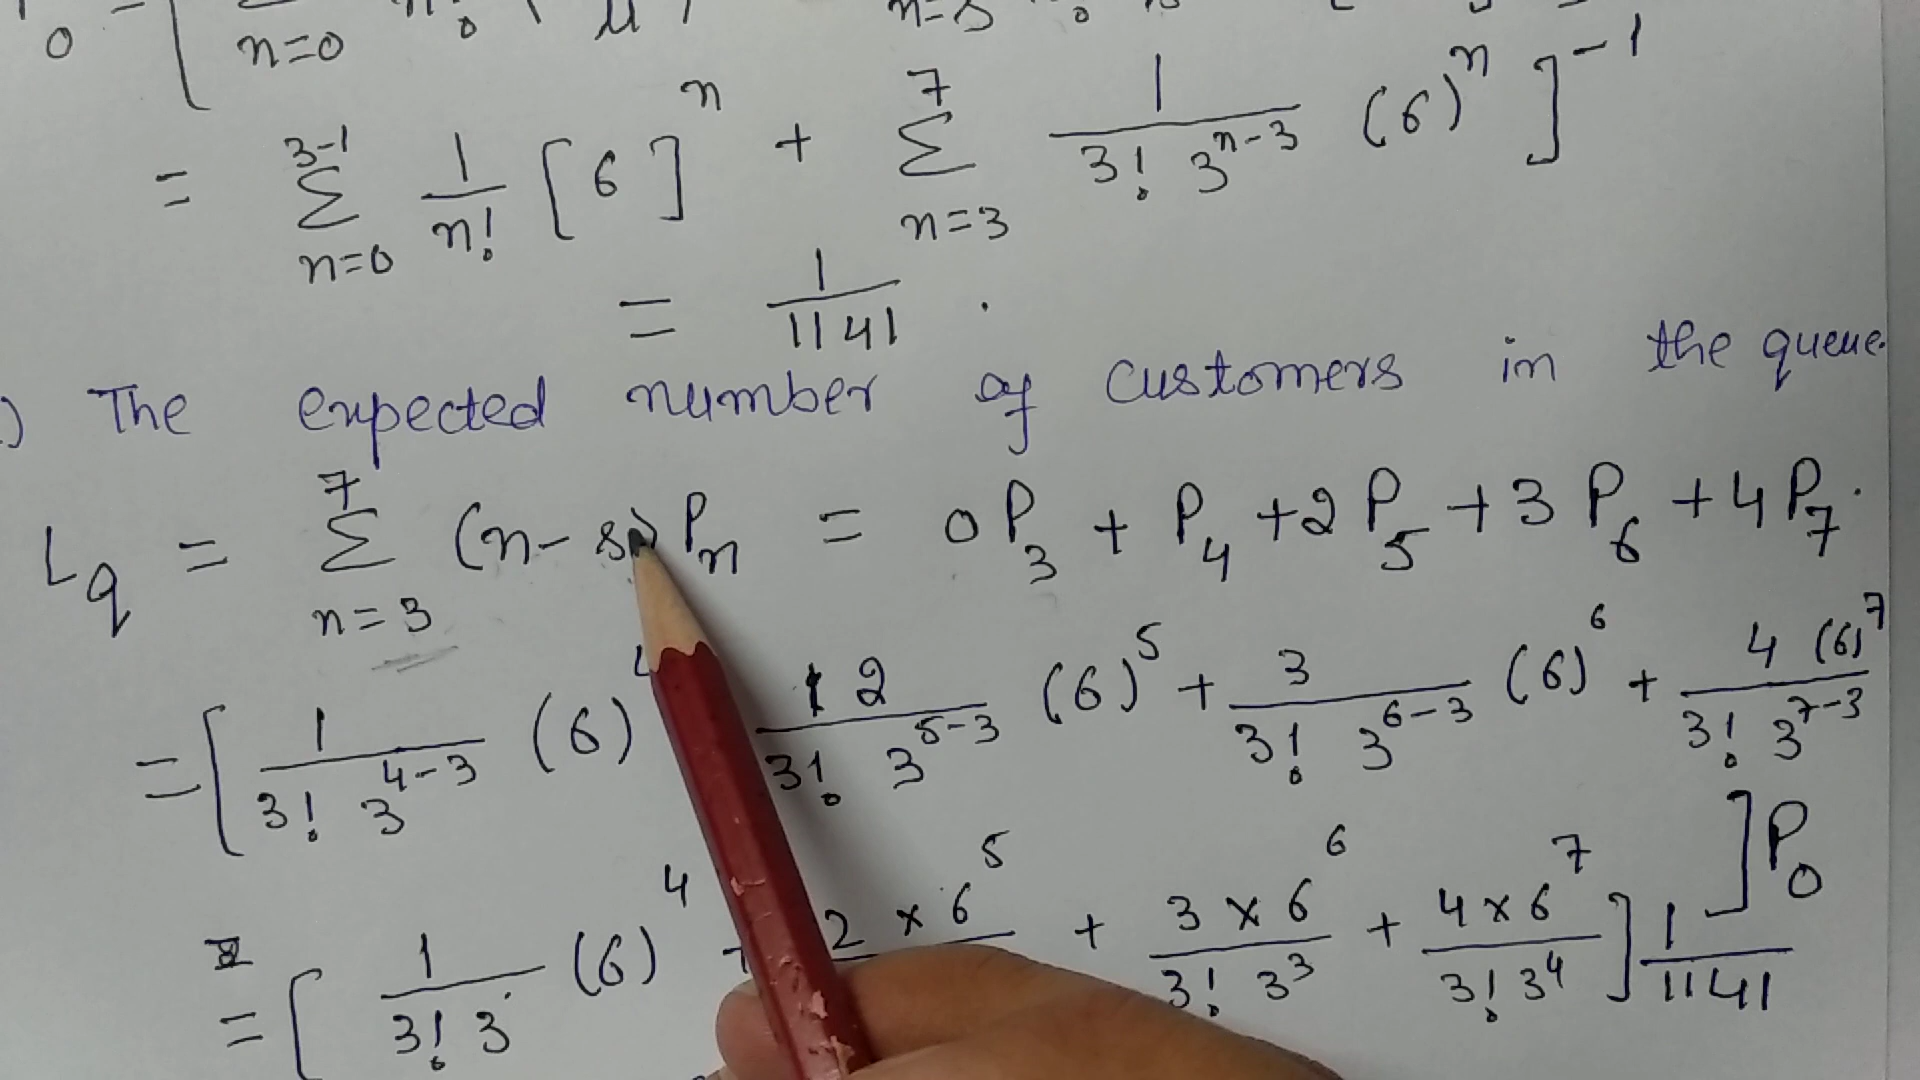 0 = [ n=0 n! ( μ ) n=s
= 3-1 Σ n=0 1/n! [6]^n + 7 Σ n=3 1/(3! 3^(n-3)) (6)^n ]^-1
= 1/1141 .
.) The expected number of customers in the queue.
Lq = 7 Σ n=3 (n-s) Pn = 0P3 + P4 + 2P5 + 3P6 + 4P7.
= [ 1/(3! 3^(4-3)) (6)^4 2/(3! 3^(5-3)) (6)^5 + 3/(3! 3^(6-3)) (6)^6 + 4(6)^7/(3! 3^(7-3)) ] P0
= [ 1/(3! 3) (6)^4 + 2×6^5 + 3×6^6/(3! 3^3) + 4×6^7/(3! 3^4) ] 1/1141